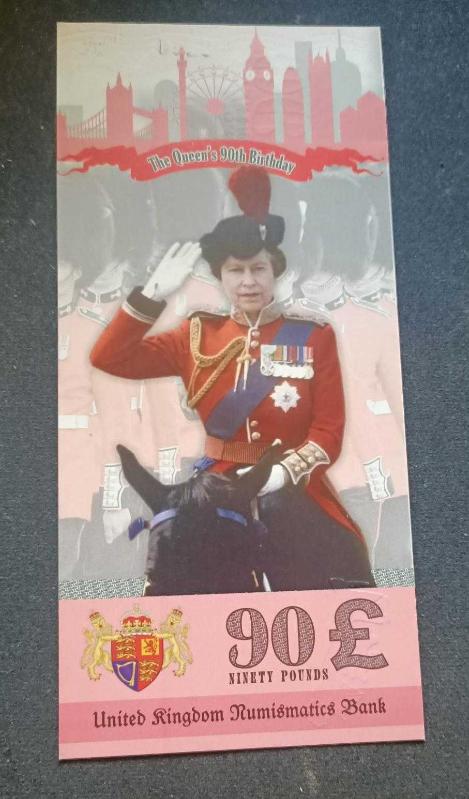 The Queen's 90th Birthday
90 £
NINETY POUNDS
United Kingdom Numismatics Bank